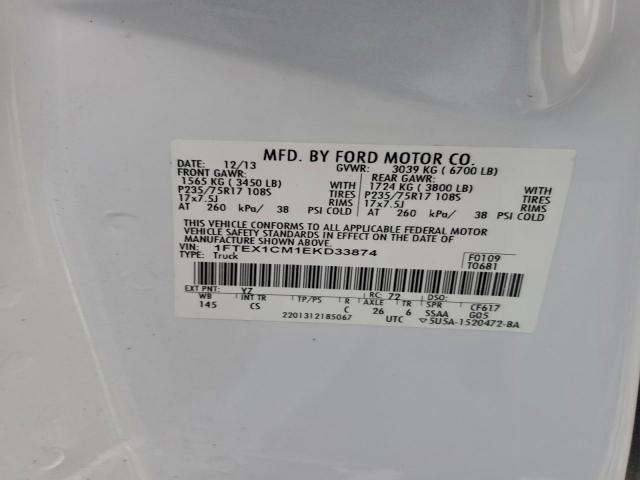 MFD. BY FORD MOTOR CO.
DATE: 12/13 GVWR: 3039 KG ( 6700 LB)
FRONT GAWR: REAR GAWR:
1565 KG ( 3450 LB) WITH 1724 KG ( 3800 LB) WITH
P235/75R17 108S TIRES P235/75R17 108S TIRES
17x7.5J RIMS 17x7.5J RIMS
AT 260 kPa/ 38 PSI COLD AT 260 kPa/ 38 PSI COLD
THIS VEHICLE CONFORMS TO ALL APPLICABLE FEDERAL MOTOR
VEHICLE SAFETY STANDARDS IN EFFECT ON THE DATE OF
MANUFACTURE SHOWN ABOVE.
VIN: 1FTEX1CM1EKD33874 F0109
TYPE: Truck T0681
EXT PNT: YZ RC: 72 DSO:
WB INT TR TP/PS R AXLE TR SPR CF617
145 CS C 26 6 SSAA G05
2201312185067 UTC 5U5A-1520472-BA